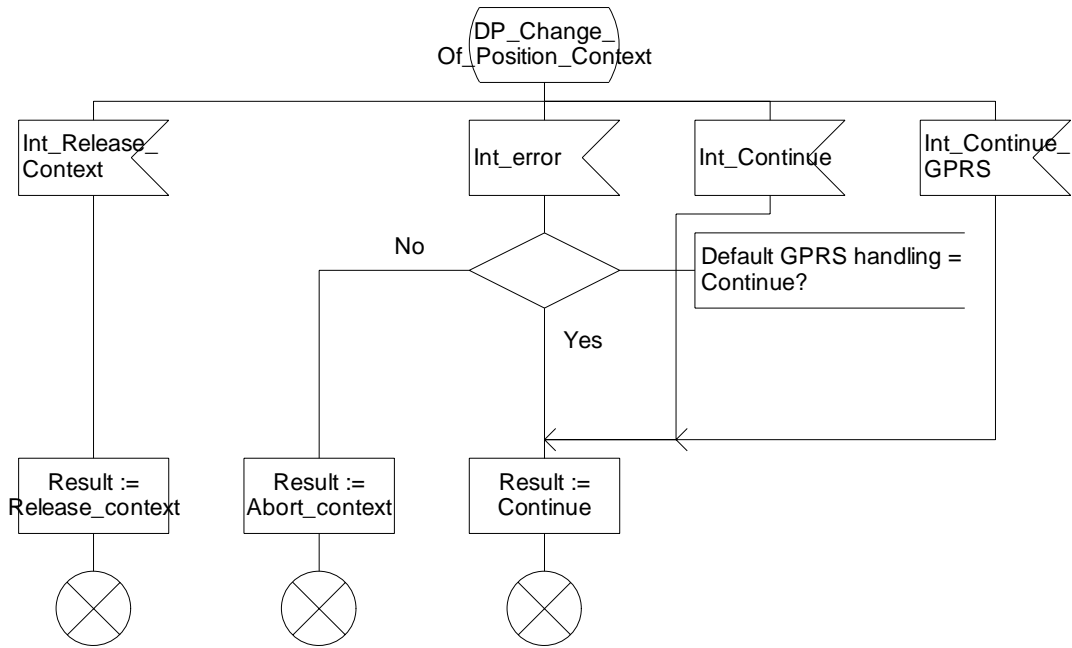 DP_Change_
Of_Position_Context
Int_Release_
Context
Int_error
Int_Continue
Int_Continue_
GPRS
No
Default GPRS handling =
Continue?
Yes
Result :=
Release_context
Result :=
Abort_context
Result :=
Continue